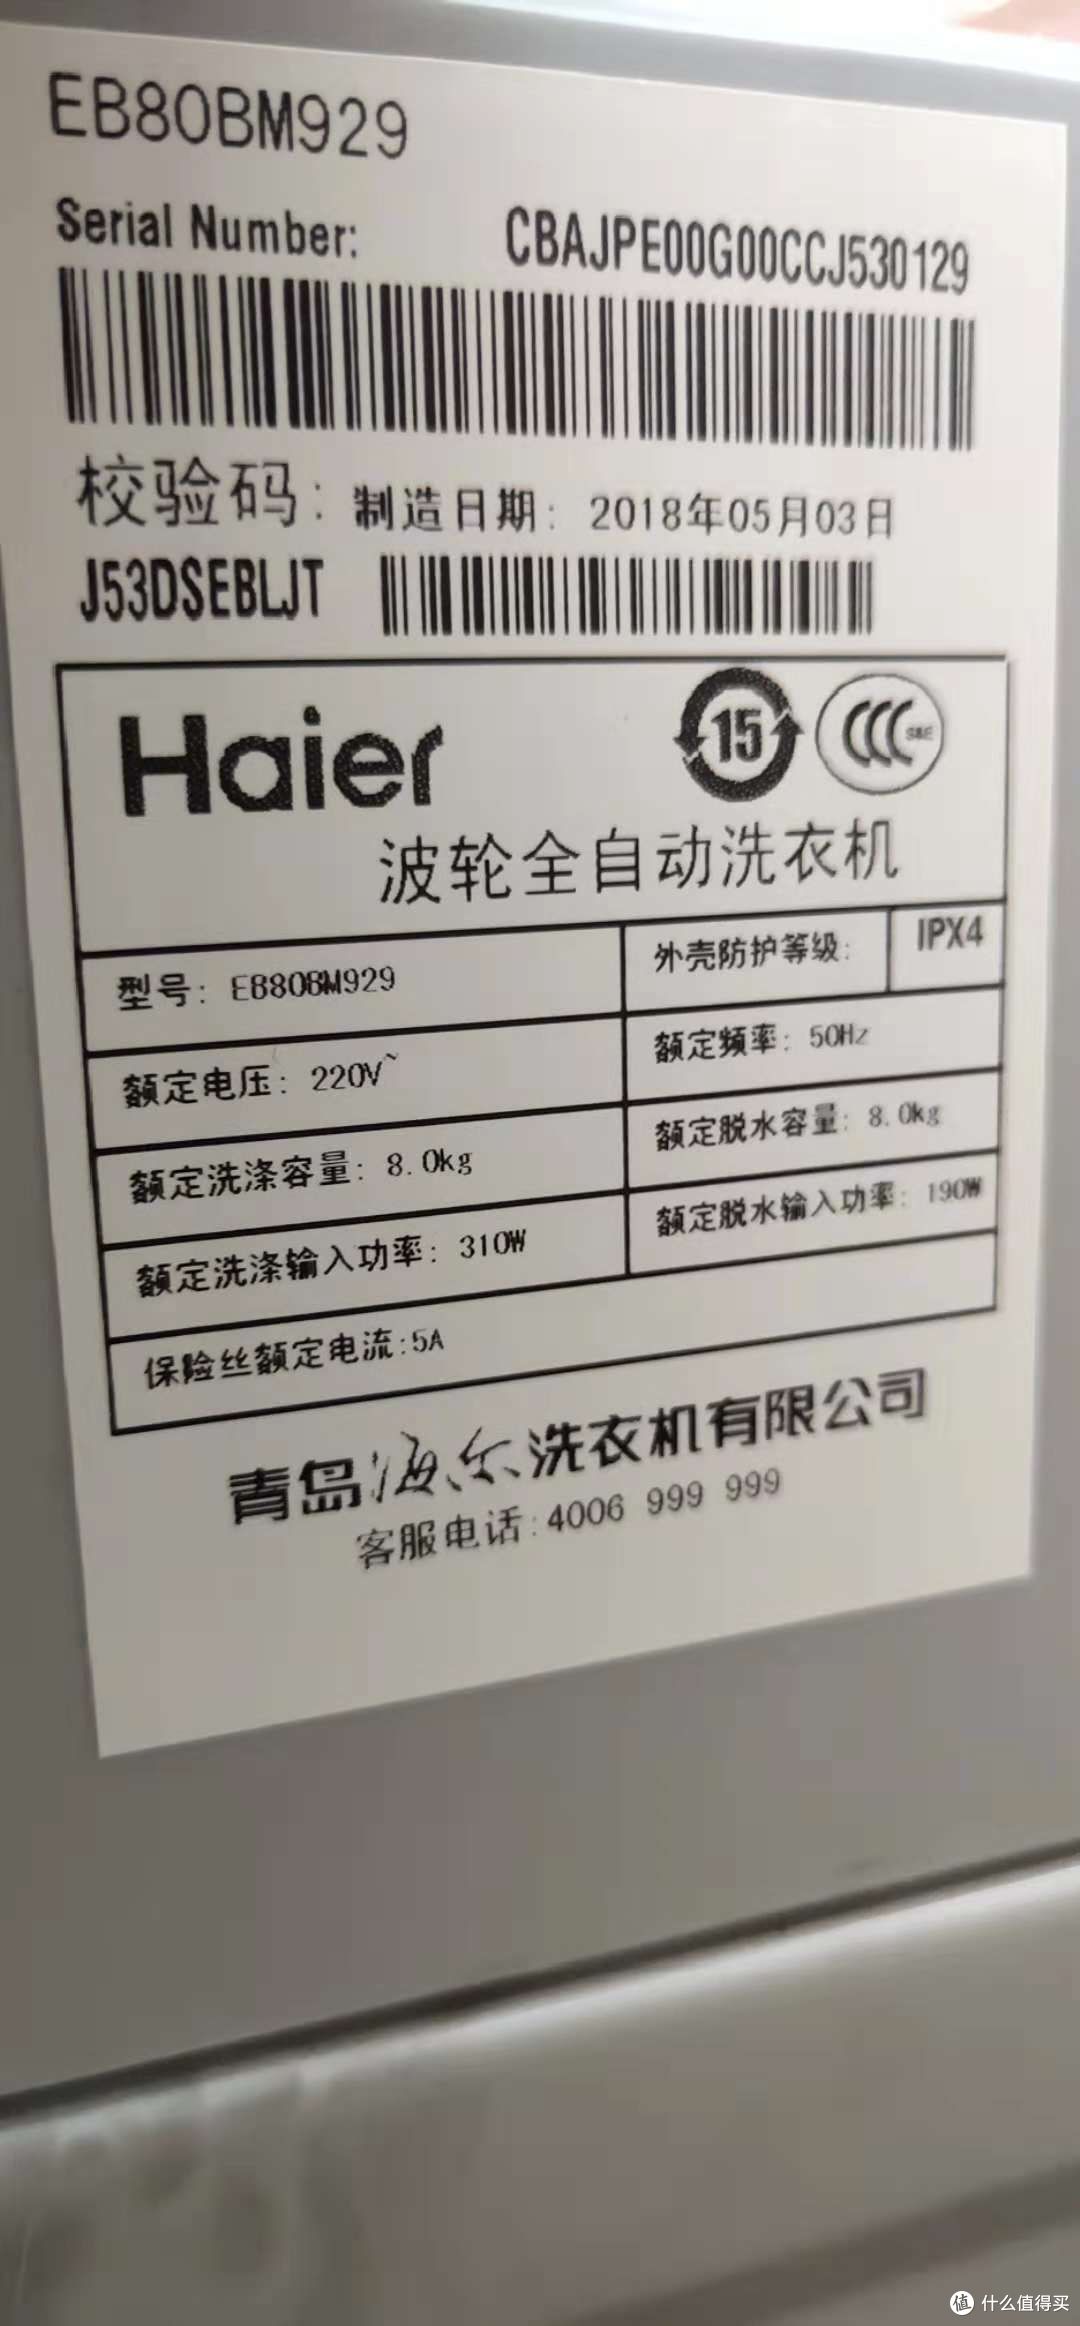 EB80BM929
Serial Number: CBAJPE00G00CCJ530129
校验码: 制造日期: 2018年05月03日
J53DSEBLJT
Haier
15
CCC S&E
波轮全自动洗衣机
型号: EB80BM929
外壳防护等级: IPX4
额定电压: 220V~
额定频率: 50Hz
额定洗涤容量: 8.0kg
额定脱水容量: 8.0kg
额定洗涤输入功率: 310W
额定脱水输入功率: 190W
保险丝额定电流:5A
青岛海尔洗衣机有限公司
客服电话:4006 999 999
值 什么值得买